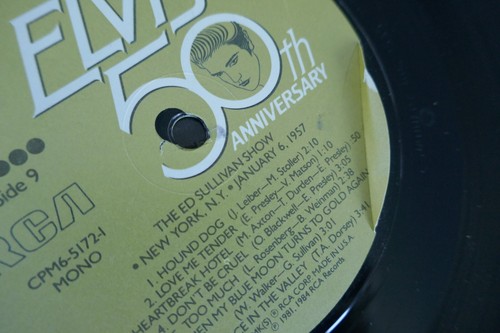 ELVIS
50th
ANNIVERSARY
Side 9
RCA
CPM6-5172-1
MONO
THE ED SULLIVAN SHOW
NEW YORK, N.Y. • JANUARY 6, 1957
1. HOUND DOG (J. Leiber-M. Stoller) 2:10
2. LOVE ME TENDER (E. Presley-V. Matson) 1:10
HEARTBREAK HOTEL (M. Axton-T. Durden-E. Presley) :50
4. DON'T BE CRUEL (O. Blackwell-E. Presley) 3:05
TOO MUCH (L. Rosenberg-B. Weinman) 2:38
WHEN MY BLUE MOON TURNS TO GOLD AGAIN
(W. Walker-G. Sullivan) 3:01
IN THE VALLEY (T.A. Dorsey) 3:41
® RCA CORP. MADE IN U.S.A.
© 1981, 1984 RCA Records